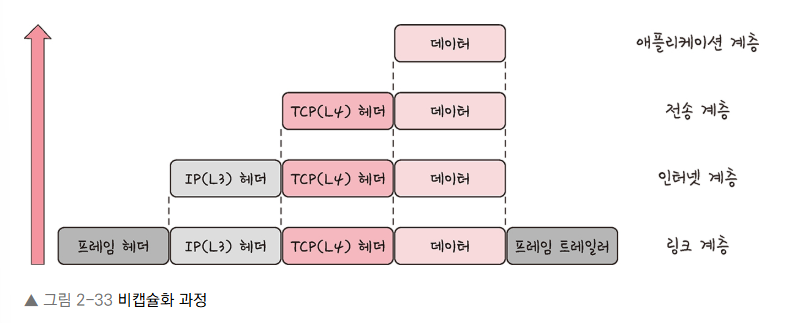 데이터 애플리케이션 계층
TCP(L4) 헤더 데이터 전송 계층
IP(L3) 헤더 TCP(L4) 헤더 데이터 인터넷 계층
프레임 헤더 IP(L3) 헤더 TCP(L4) 헤더 데이터 프레임 트레일러 링크 계층
▲ 그림 2-33 비캡슐화 과정